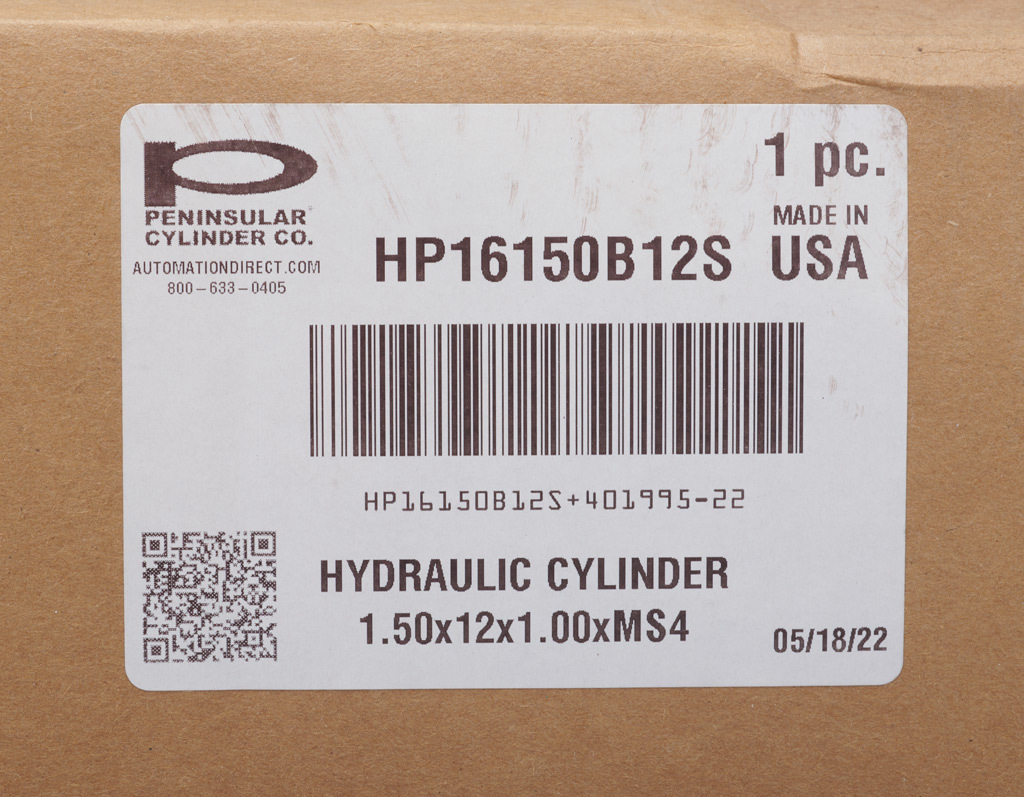 1 pc.
PENINSULAR
CYLINDER CO.
AUTOMATIONDIRECT.COM
800-633-0405
MADE IN
USA
HP16150B12S
HP16150B12S+401995-22
HYDRAULIC CYLINDER
1.50x12x1.00xMS4
05/18/22